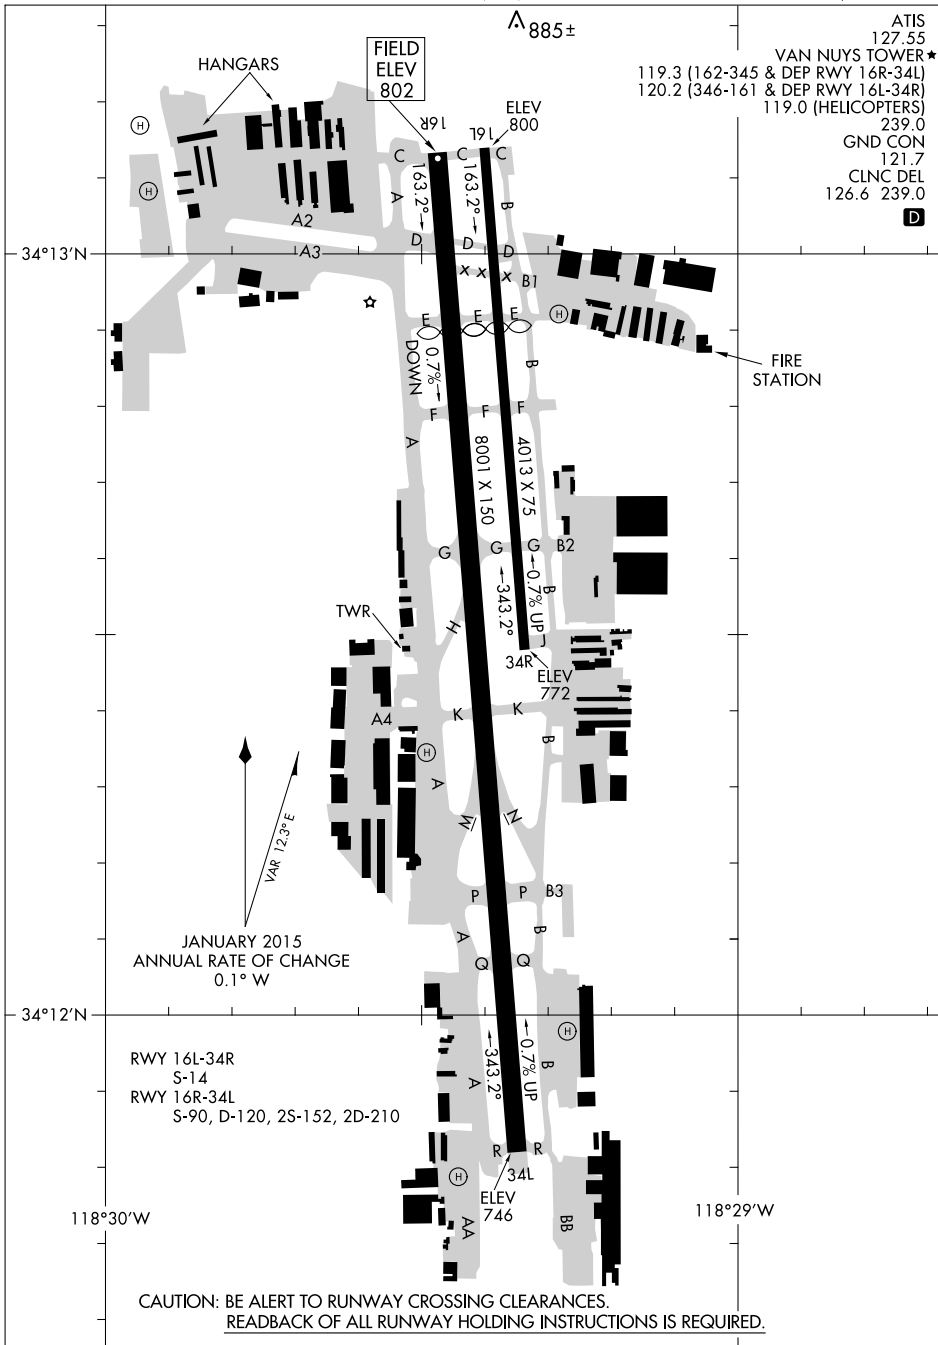 885±
ATIS
127.55
VAN NUYS TOWER★
119.3 (162-345 & DEP RWY 16R-34L)
120.2 (346-161 & DEP RWY 16L-34R)
119.0 (HELICOPTERS)
239.0
GND CON
121.7
CLNC DEL
126.6 239.0
D
HANGARS
FIELD
ELEV
802
ELEV
800
16R
16L
H
H
C
C
C
A
163.2°
163.2°
B
A2
A3
D
D
D
34°13'N
X X X
B1
E
E
E
H
FIRE
STATION
0.7%
DOWN
B
F
F
F
A
8001 X 150
4013 X 75
G
G
G
B2
343.2°
0.7% UP
B
H
TWR
J
34R
ELEV
772
A4
K
K
H
B
A
VAR 12.3° E
M
N
P
P
B3
A
B
Q
Q
JANUARY 2015
ANNUAL RATE OF CHANGE
0.1° W
34°12'N
H
343.2°
0.7% UP
A
B
RWY 16L-34R
S-14
RWY 16R-34L
S-90, D-120, 2S-152, 2D-210
R
R
34L
H
ELEV
746
AA
BB
118°30'W
118°29'W
CAUTION: BE ALERT TO RUNWAY CROSSING CLEARANCES.
READBACK OF ALL RUNWAY HOLDING INSTRUCTIONS IS REQUIRED.